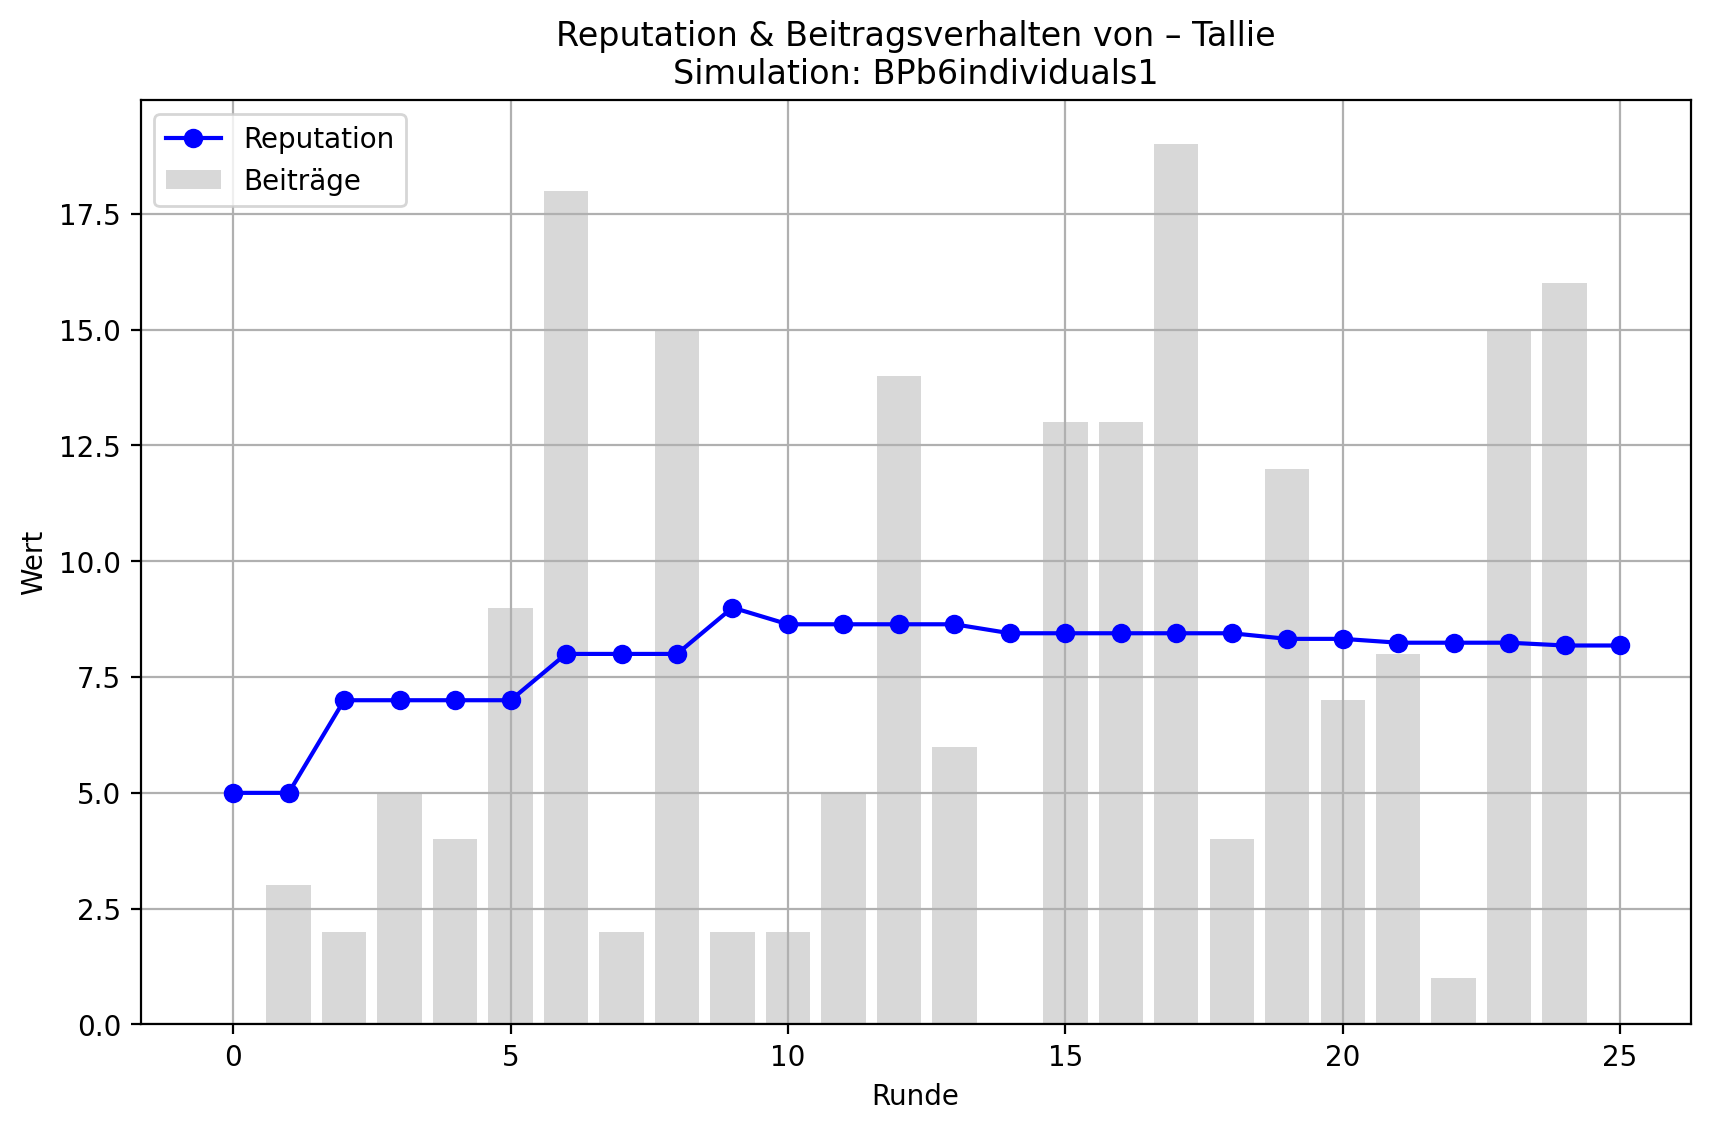 Reputation & Beitragsverhalten von – Tallie
Simulation: BPb6individuals1
Reputation
Beiträge
17.5
15.0
12.5
10.0
7.5
5.0
2.5
0.0
Wert
0 5 10 15 20 25
Runde